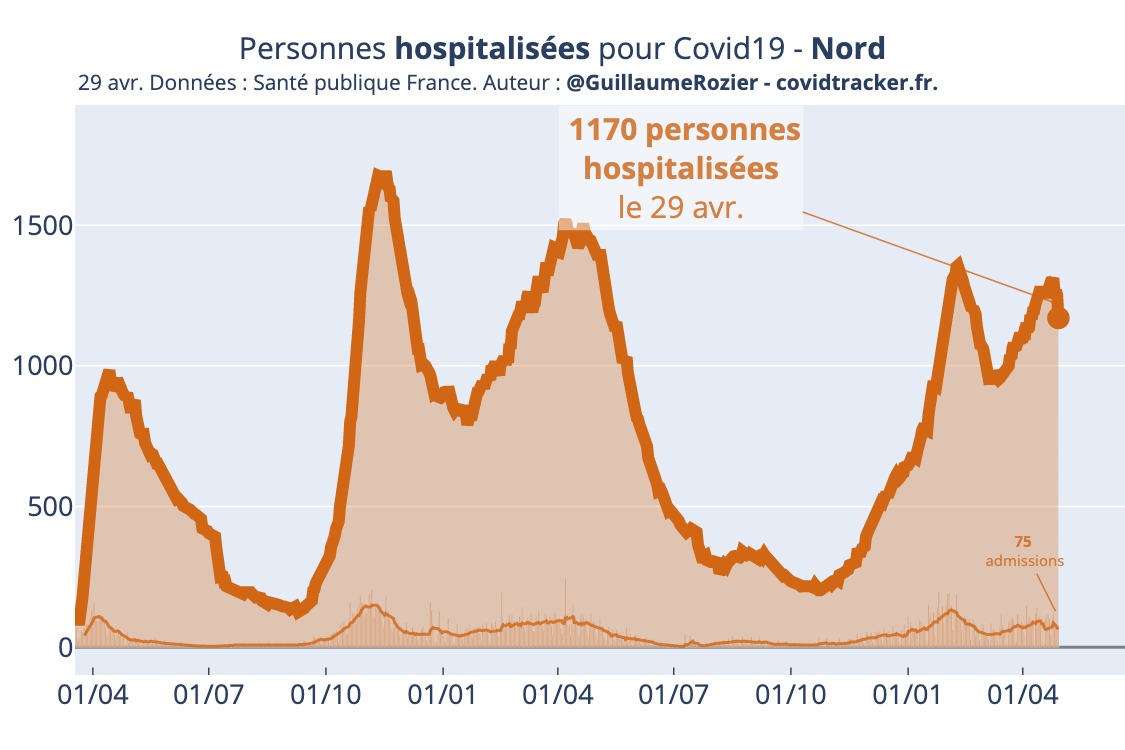 Personnes hospitalisées pour Covid19 - Nord
29 avr. Données : Santé publique France. Auteur : @GuillaumeRozier - covidtracker.fr.
1170 personnes
hospitalisées
le 29 avr.
1500
1000
500
75
admissions
0
01/04 01/07 01/10 01/01 01/04 01/07 01/10 01/01 01/04